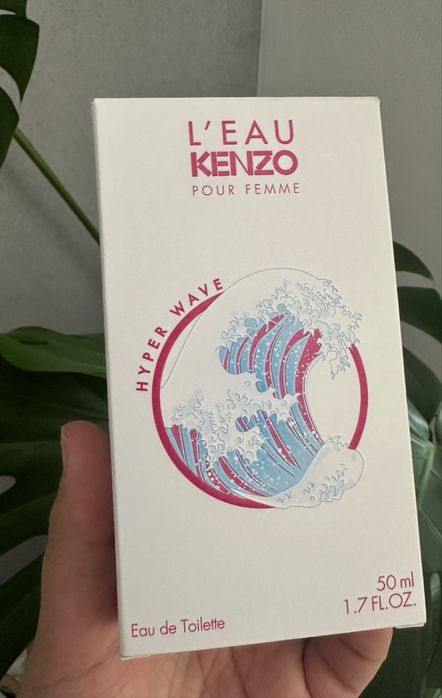 L'EAU
KENZO
POUR FEMME
HYPER WAVE
Eau de Toilette
50 ml
1.7 FL.OZ.